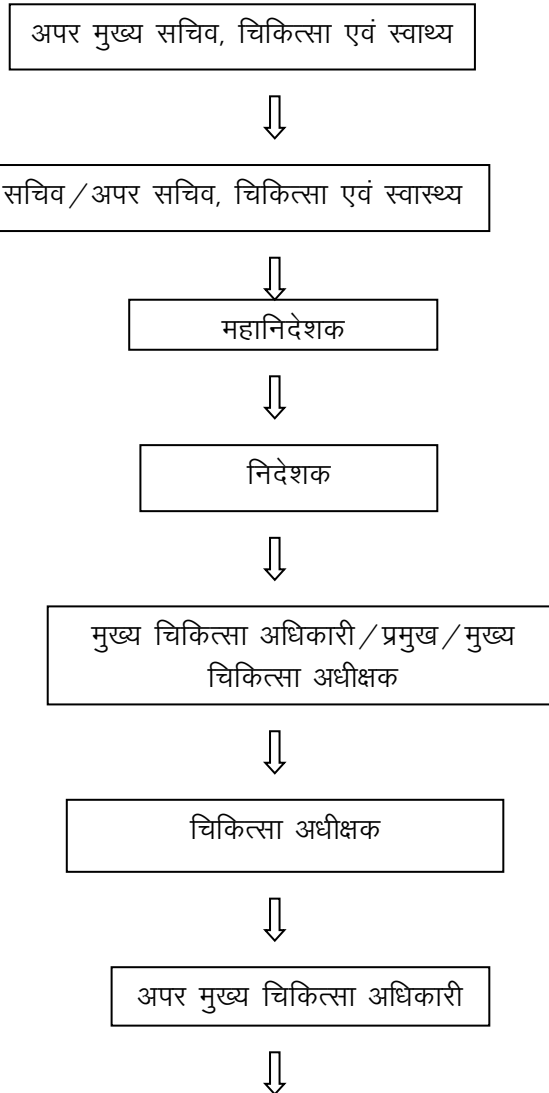 अपर मुख्य सचिव, चिकित्सा एवं स्वाथ्य
सचिव/अपर सचिव, चिकित्सा एवं स्वास्थ्य
महानिदेशक
निदेशक
मुख्य चिकित्सा अधिकारी/प्रमुख/मुख्य
चिकित्सा अधीक्षक
चिकित्सा अधीक्षक
अपर मुख्य चिकित्सा अधिकारी